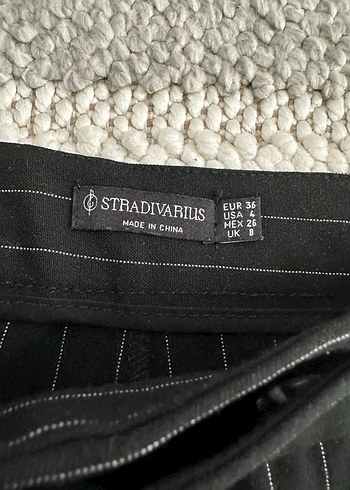 STRADIVARIUS
MADE IN CHINA
EUR 36
USA 4
MEX 26
UK 8